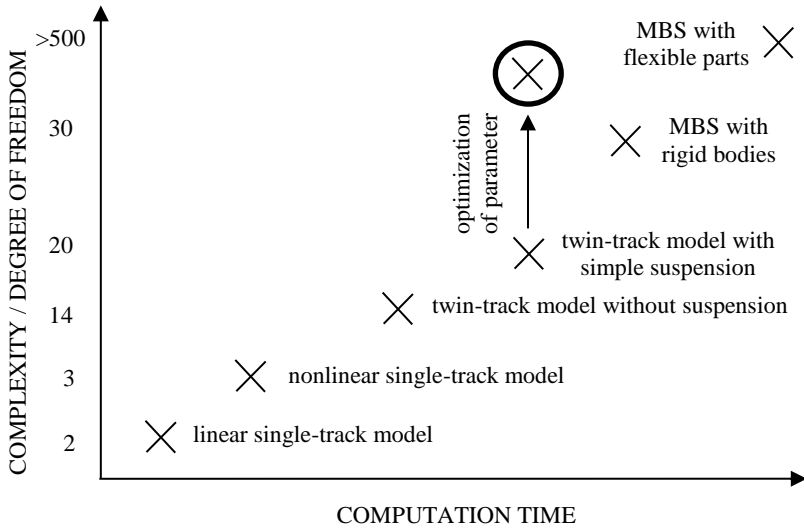 >500
30
20
14
3
2
COMPLEXITY / DEGREE OF FREEDOM
MBS with
flexible parts
MBS with
rigid bodies
optimization
of parameter
twin-track model with
simple suspension
twin-track model without suspension
nonlinear single-track model
linear single-track model
COMPUTATION TIME